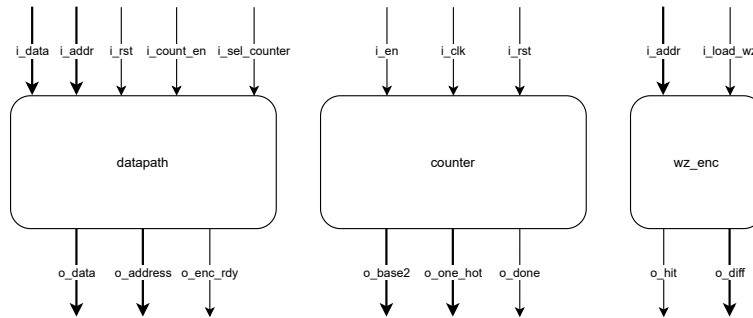 i_data i_addr i_rst i_count_en i_sel_counter i_en i_clk i_rst i_addr i_load_wz
datapath counter wz_enc
o_data o_address o_enc_rdy o_base2 o_one_hot o_done o_hit o_diff